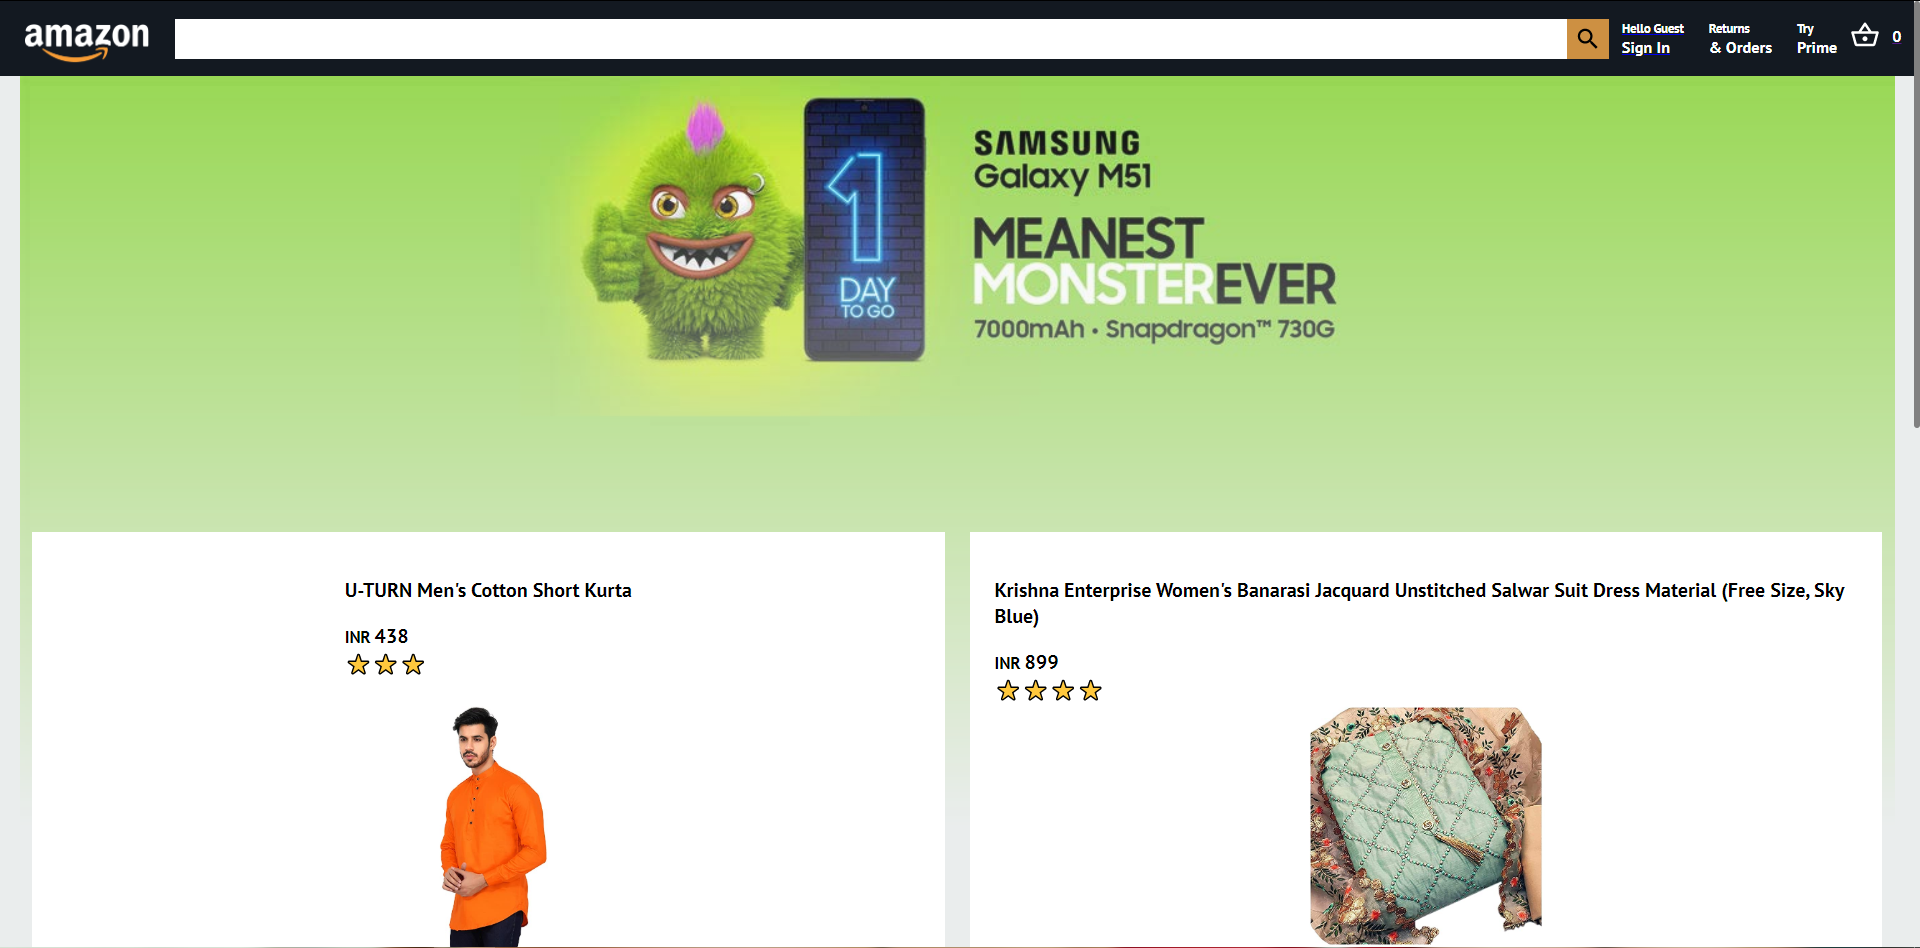 amazon
Hello Guest
Sign In
Returns
& Orders
Try
Prime
0
1
DAY
TO GO
SAMSUNG
Galaxy M51
MEANEST
MONSTEREVER
7000mAh • Snapdragon™ 730G
U-TURN Men's Cotton Short Kurta
INR 438
Krishna Enterprise Women's Banarasi Jacquard Unstitched Salwar Suit Dress Material (Free Size, Sky
Blue)
INR 899